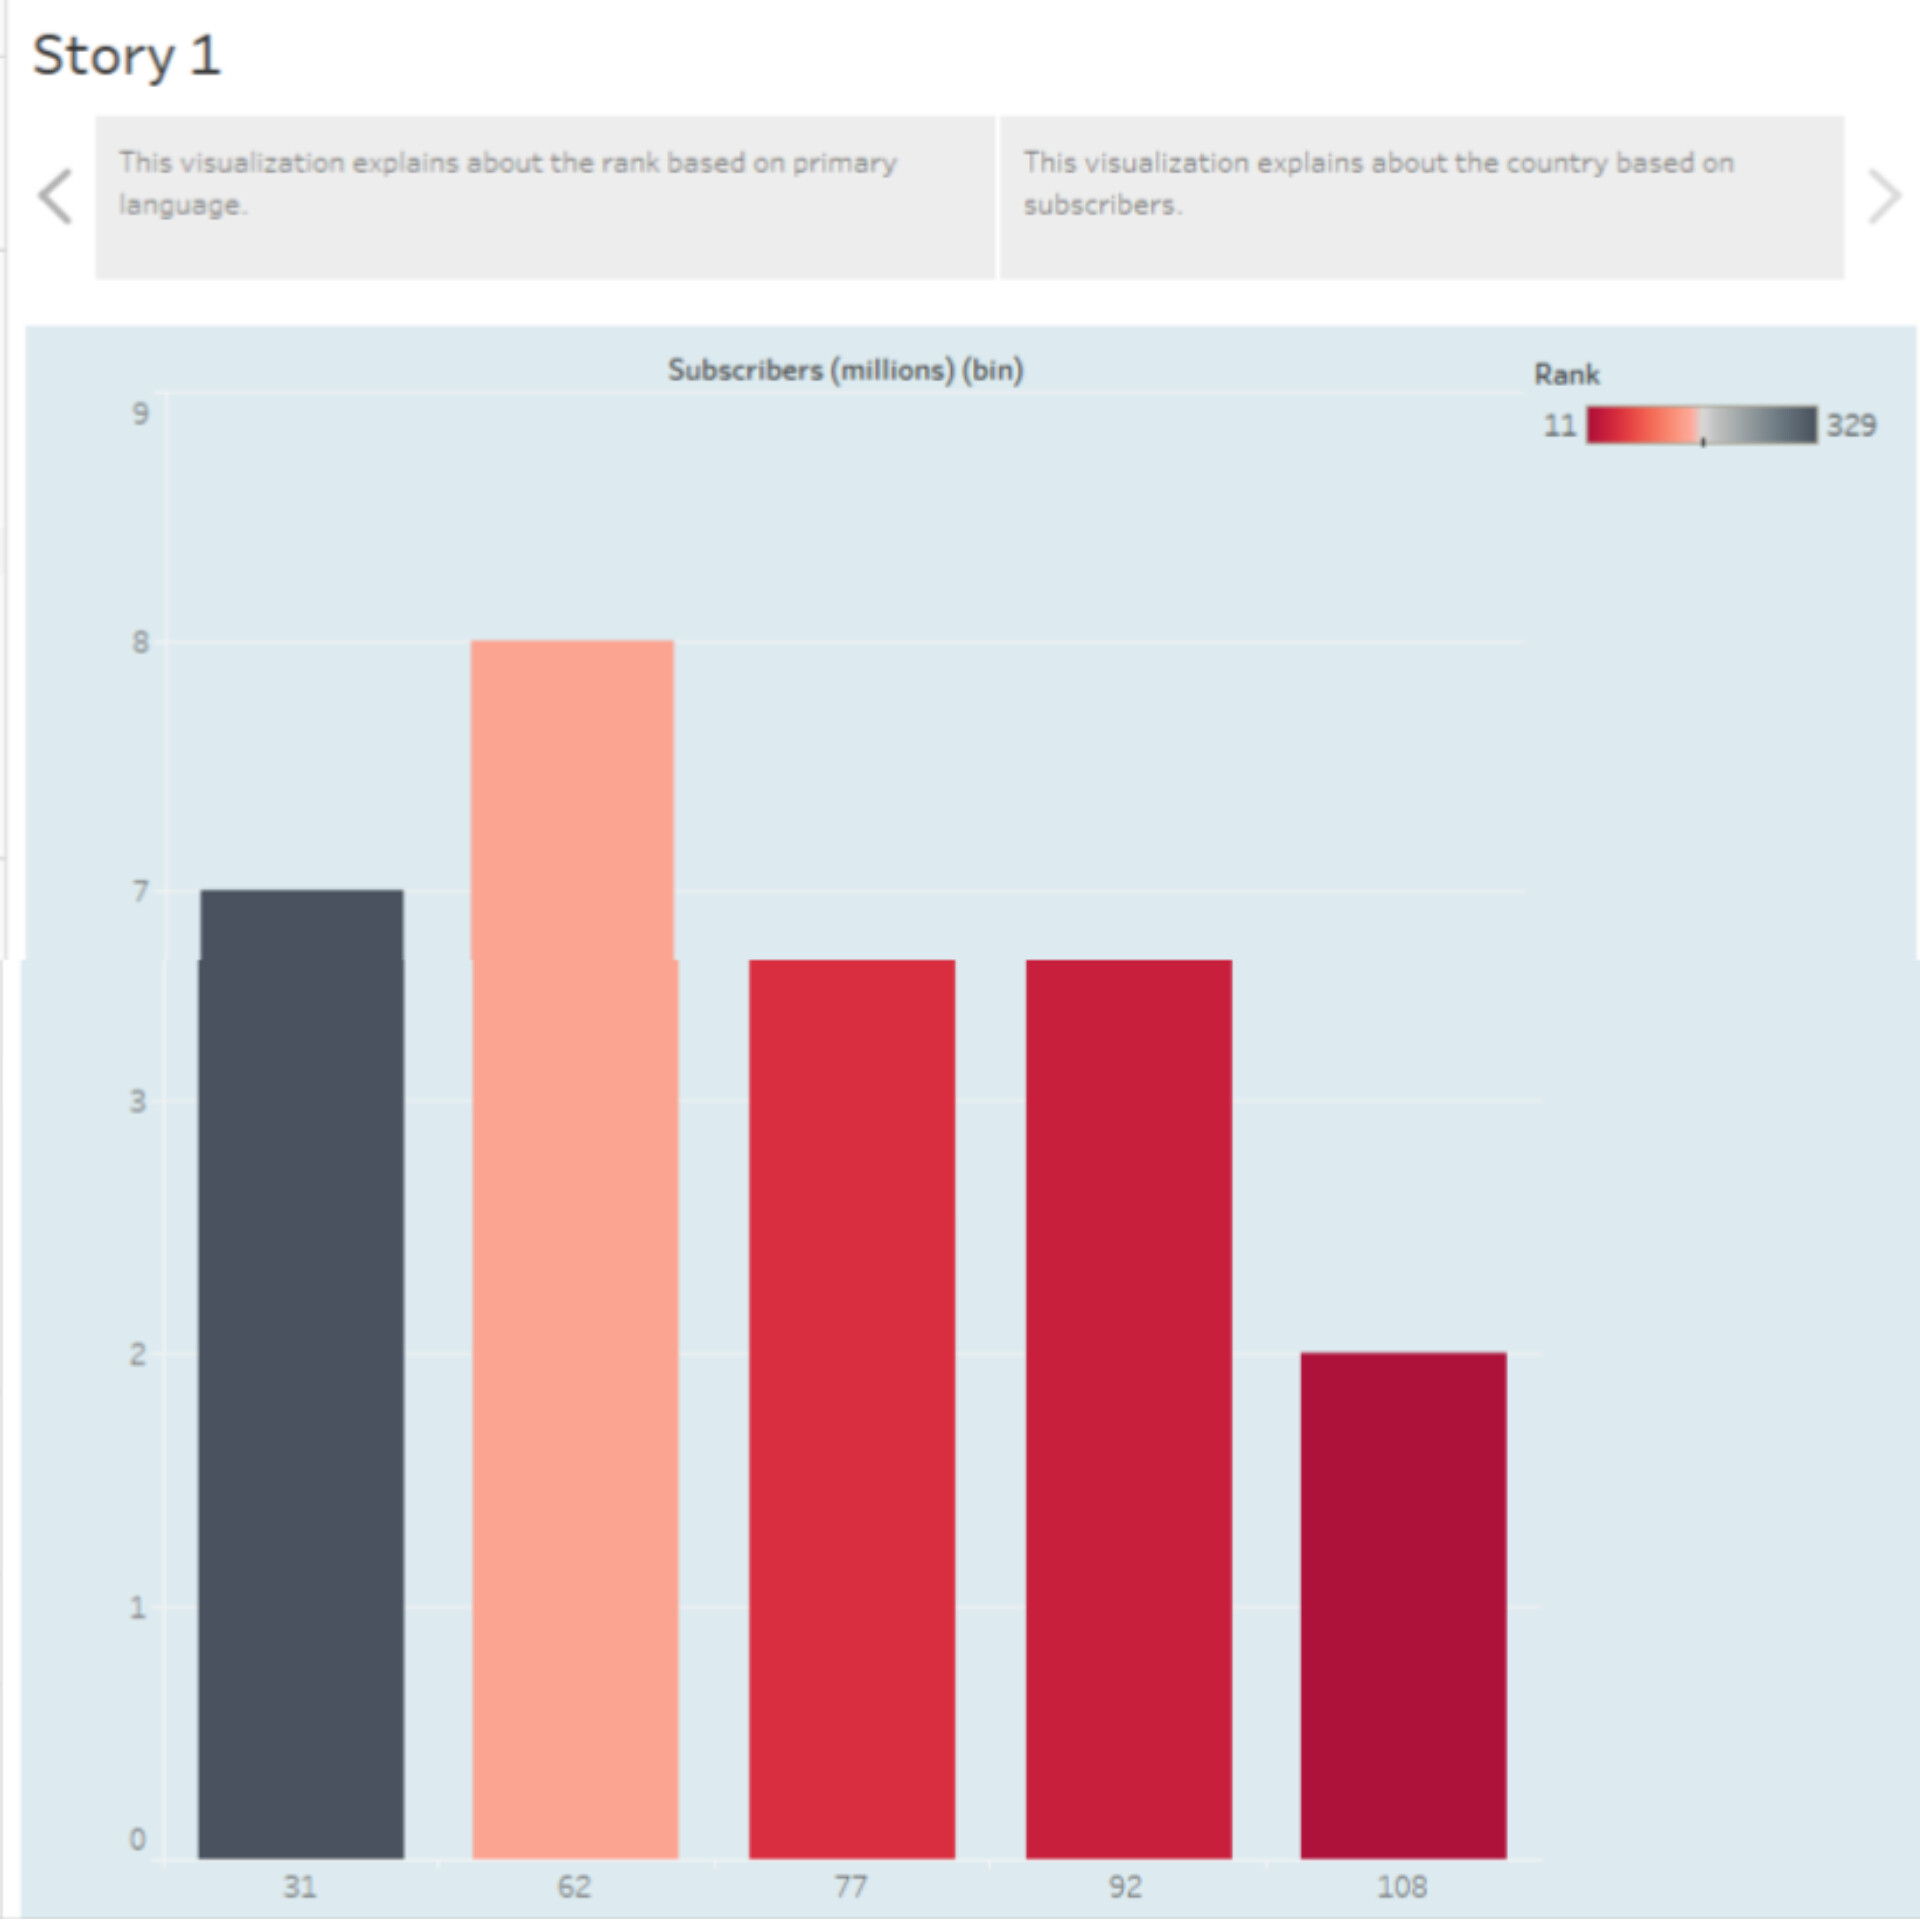 Story 1
This visualization explains about the rank based on primary
language.
This visualization explains about the country based on
subscribers.
Subscribers (millions) (bin)
Rank
11 329
9
8
7
3
2
1
0
31 62 77 92 108